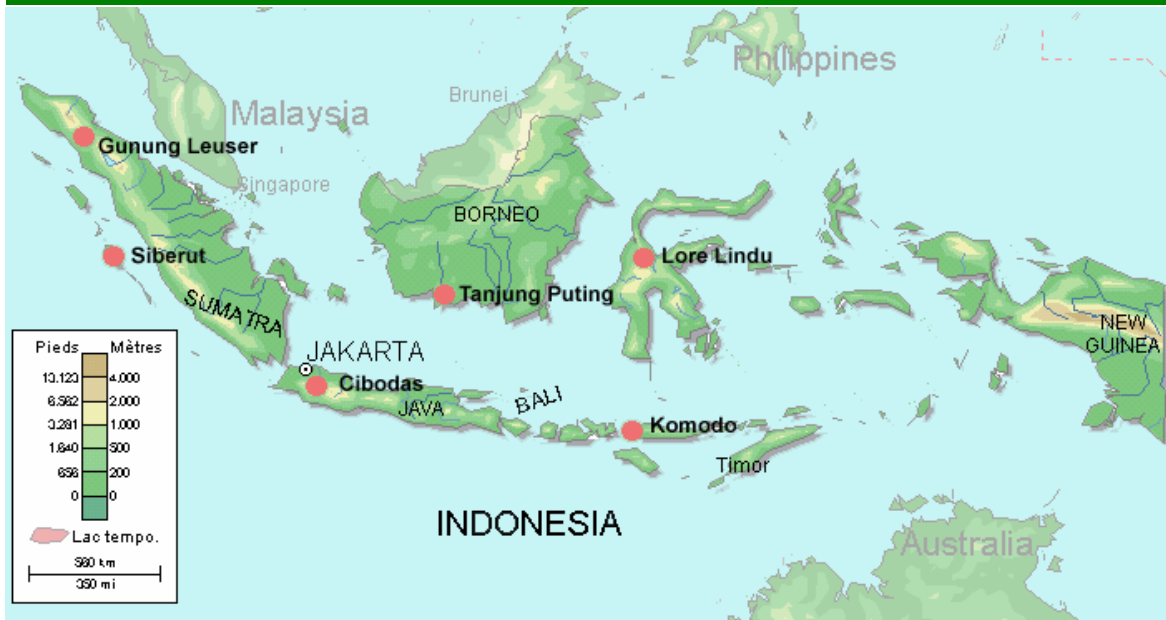 Philippines
Brunei
Malaysia
Gunung Leuser
Singapore
BORNEO
Siberut
Lore Lindu
Tanjung Puting
SUMATRA
NEW
GUINEA
JAKARTA
Cibodas
JAVA
BALI
Komodo
Timor
INDONESIA
Australia
Pieds Mètres
13.123 4.000
6.562 2.000
3.281 1.000
1.640 500
656 200
0 0
Lac tempo.
560 km
350 mi